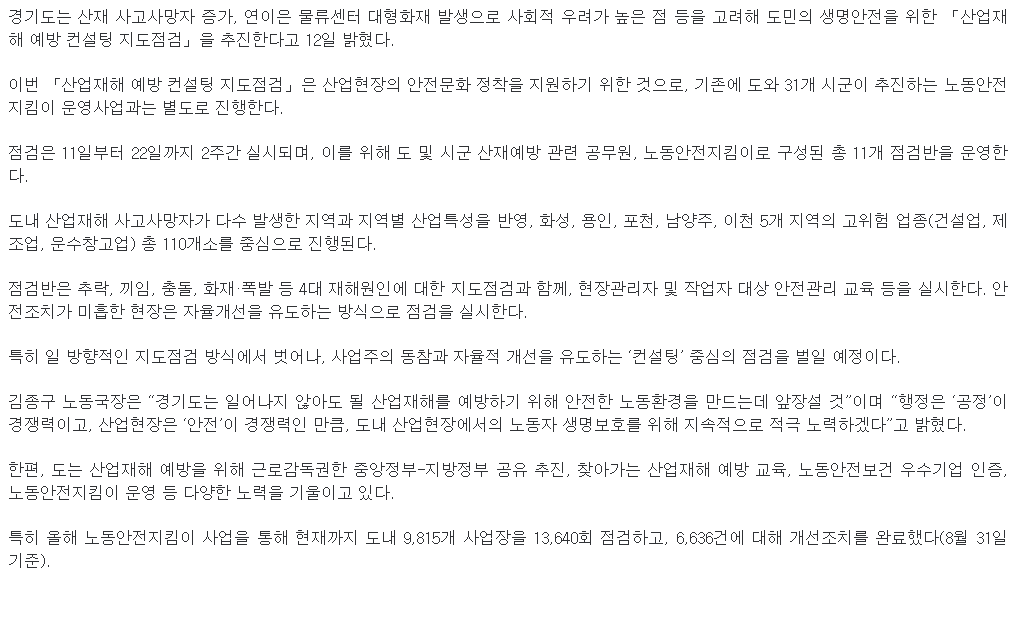 경기도는 산재 사고사망자 증가, 연이은 물류센터 대형화재 발생으로 사회적 우려가 높은 점 등을 고려해 도민의 생명안전을 위한 「산업재
해 예방 컨설팅 지도점검」을 추진한다고 12일 밝혔다.
이번 「산업재해 예방 컨설팅 지도점검」은 산업현장의 안전문화 정착을 지원하기 위한 것으로, 기존에 도와 31개 시군이 추진하는 노동안전
지킴이 운영사업과는 별도로 진행한다.
점검은 11일부터 22일까지 2주간 실시되며, 이를 위해 도 및 시군 산재예방 관련 공무원, 노동안전지킴이로 구성된 총 11개 점검반을 운영한
다.
도내 산업재해 사고사망자가 다수 발생한 지역과 지역별 산업특성을 반영, 화성, 용인, 포천, 남양주, 이천 5개 지역의 고위험 업종(건설업, 제
조업, 운수창고업) 총 110개소를 중심으로 진행된다.
점검반은 추락, 끼임, 충돌, 화재·폭발 등 4대 재해원인에 대한 지도점검과 함께, 현장관리자 및 작업자 대상 안전관리 교육 등을 실시한다. 안
전조치가 미흡한 현장은 자율개선을 유도하는 방식으로 점검을 실시한다.
특히 일 방향적인 지도점검 방식에서 벗어나, 사업주의 동참과 자율적 개선을 유도하는 ‘컨설팅’ 중심의 점검을 벌일 예정이다.
김종구 노동국장은 “경기도는 일어나지 않아도 될 산업재해를 예방하기 위해 안전한 노동환경을 만드는데 앞장설 것”이며 “행정은 ‘공정’이
경쟁력이고, 산업현장은 ‘안전’이 경쟁력인 만큼, 도내 산업현장에서의 노동자 생명보호를 위해 지속적으로 적극 노력하겠다”고 밝혔다.
한편, 도는 산업재해 예방을 위해 근로감독권한 중앙정부-지방정부 공유 추진, 찾아가는 산업재해 예방 교육, 노동안전보건 우수기업 인증,
노동안전지킴이 운영 등 다양한 노력을 기울이고 있다.
특히 올해 노동안전지킴이 사업을 통해 현재까지 도내 9,815개 사업장을 13,640회 점검하고, 6,636건에 대해 개선조치를 완료했다(8월 31일
기준).